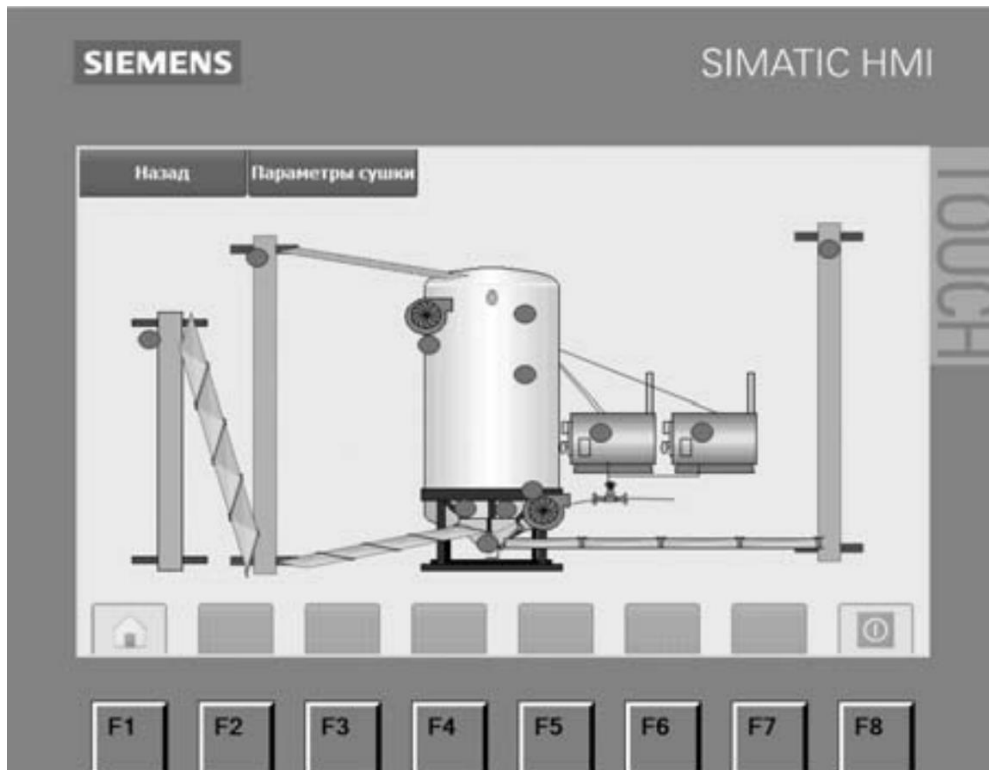 SIEMENS
SIMATIC HMI
TOUCH
Назад
Параметры сушки
F1
F2
F3
F4
F5
F6
F7
F8